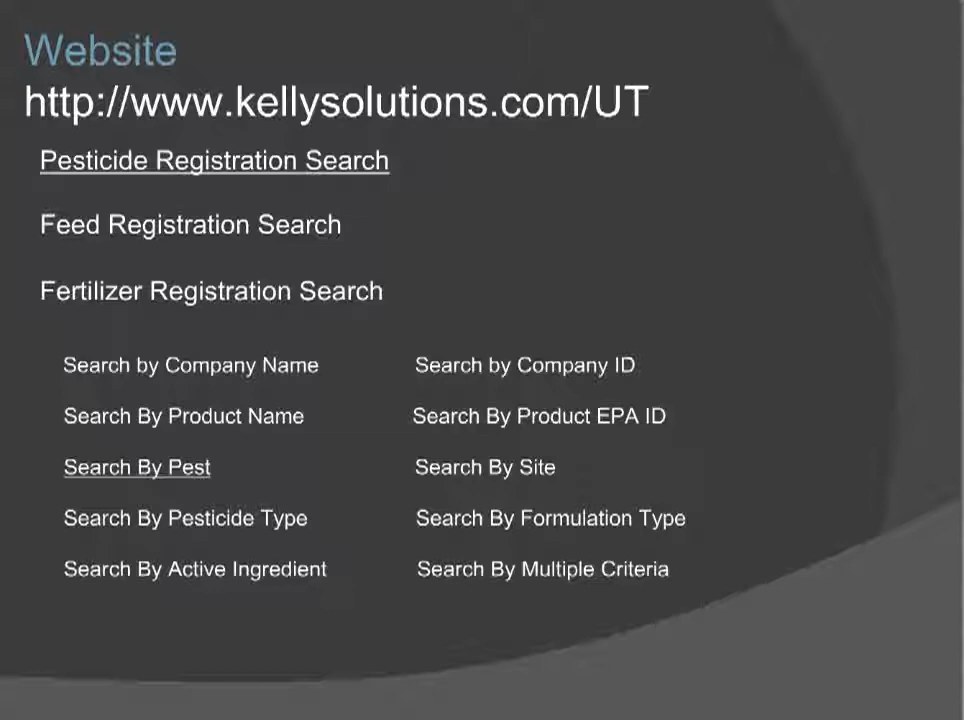 Website
http://www.kellysolutions.com/UT
Pesticide Registration Search
Feed Registration Search
Fertilizer Registration Search
Search by Company Name Search by Company ID
Search By Product Name Search By Product EPA ID
Search By Pest Search By Site
Search By Pesticide Type Search By Formulation Type
Search By Active Ingredient Search By Multiple Criteria